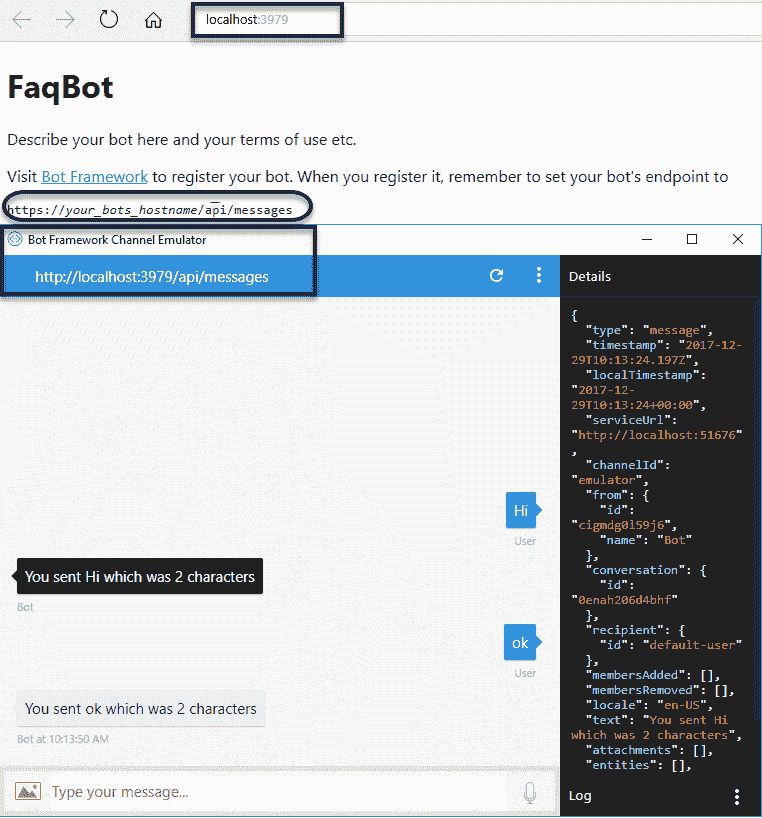 localhost:3979
FaqBot
Describe your bot here and your terms of use etc.
Visit Bot Framework to register your bot. When you register it, remember to set your bot's endpoint to
https://your_bots_hostname/api/messages
Bot Framework Channel Emulator
http://localhost:3979/api/messages
Hi
User
You sent Hi which was 2 characters
Bot
ok
User
You sent ok which was 2 characters
Bot at 10:13:50 AM
Type your message...
Details
{
"type": "message",
"timestamp": "2017-12-
29T10:13:24.197Z",
"localTimestamp":
"2017-12-
29T10:13:24+00:00",
"serviceUrl":
"http://localhost:51676"
,
"channelId":
"emulator",
"from": {
"id":
"cigmdg0l59j6",
"name": "Bot"
},
"conversation": {
"id":
"0enah206d4bhf"
},
"recipient": {
"id": "default-user"
},
"membersAdded": [],
"membersRemoved": [],
"locale": "en-US",
"text": "You sent Hi
which was 2 characters",
"attachments": [],
"entities": [],
Log